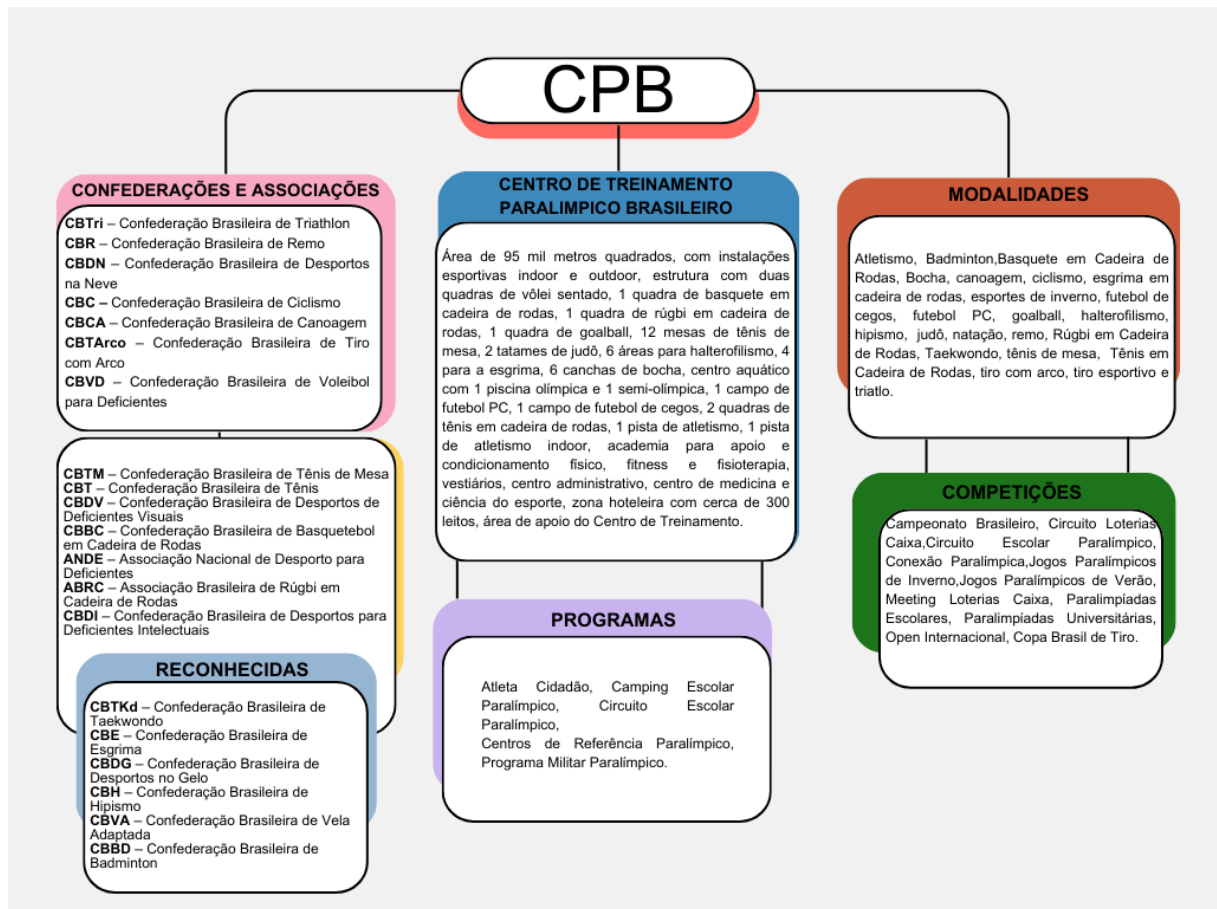 CPB
CONFEDERAÇÕES E ASSOCIAÇÕES
CBTri – Confederação Brasileira de Triathlon
CBR – Confederação Brasileira de Remo
CBDN – Confederação Brasileira de Desportos
na Neve
CBC – Confederação Brasileira de Ciclismo
CBCA – Confederação Brasileira de Canoagem
CBTArco – Confederação Brasileira de Tiro
com Arco
CBVD – Confederação Brasileira de Voleibol
para Deficientes
CBTM – Confederação Brasileira de Tênis de Mesa
CBT – Confederação Brasileira de Tênis
CBDV – Confederação Brasileira de Desportos de
Deficientes Visuais
CBBC – Confederação Brasileira de Basquetebol
em Cadeira de Rodas
ANDE – Associação Nacional de Desporto para
Deficientes
ABRC – Associação Brasileira de Rúgbi em
Cadeira de Rodas
CBDI – Confederação Brasileira de Desportos para
Deficientes Intelectuais
RECONHECIDAS
CBTKd – Confederação Brasileira de
Taekwondo
CBE – Confederação Brasileira de
Esgrima
CBDG – Confederação Brasileira de
Desportos no Gelo
CBH – Confederação Brasileira de
Hipismo
CBVA – Confederação Brasileira de Vela
Adaptada
CBBD – Confederação Brasileira de
Badminton
CENTRO DE TREINAMENTO
PARALIMPICO BRASILEIRO
Área de 95 mil metros quadrados, com instalações
esportivas indoor e outdoor, estrutura com duas
quadras de vôlei sentado, 1 quadra de basquete em
cadeira de rodas, 1 quadra de rúgbi em cadeira de
rodas, 1 quadra de goalball, 12 mesas de tênis de
mesa, 2 tatames de judô, 6 áreas para halterofilismo, 4
para a esgrima, 6 canchas de bocha, centro aquático
com 1 piscina olímpica e 1 semi-olímpica, 1 campo de
futebol PC, 1 campo de futebol de cegos, 2 quadras de
tênis em cadeira de rodas, 1 pista de atletismo, 1 pista
de atletismo indoor, academia para apoio e
condicionamento físico, fitness e fisioterapia,
vestiários, centro administrativo, centro de medicina e
ciência do esporte, zona hoteleira com cerca de 300
leitos, área de apoio do Centro de Treinamento.
PROGRAMAS
Atleta Cidadão, Camping Escolar
Paralímpico, Circuito Escolar
Paralímpico,
Centros de Referência Paralímpico,
Programa Militar Paralímpico.
MODALIDADES
Atletismo, Badminton,Basquete em Cadeira de
Rodas, Bocha, canoagem, ciclismo, esgrima em
cadeira de rodas, esportes de inverno, futebol de
cegos, futebol PC, goalball, halterofilismo,
hipismo, judô, natação, remo, Rúgbi em Cadeira
de Rodas, Taekwondo, tênis de mesa, Tênis em
Cadeira de Rodas, tiro com arco, tiro esportivo e
triatlo.
COMPETIÇÕES
Campeonato Brasileiro, Circuito Loterias
Caixa,Circuito Escolar Paralímpico,
Conexão Paralímpica,Jogos Paralímpicos
de Inverno,Jogos Paralímpicos de Verão,
Meeting Loterias Caixa, Paralimpíadas
Escolares, Paralimpíadas Universitárias,
Open Internacional, Copa Brasil de Tiro.